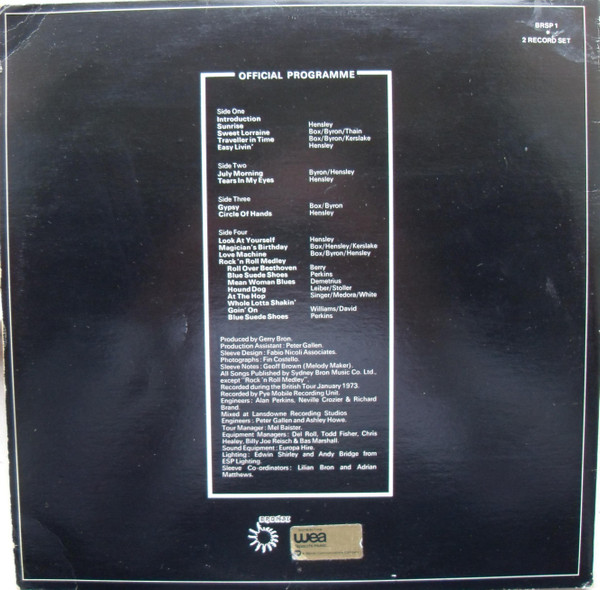 BRSP 1
2 RECORD SET
OFFICIAL PROGRAMME
Side One
Introduction
Sunrise Hensley
Sweet Lorraine Box/Byron/Thain
Traveller in Time Box/Byron/Kerslake
Easy Livin' Hensley
Side Two
July Morning Byron/Hensley
Tears In My Eyes Hensley
Side Three
Gypsy Box/Byron
Circle Of Hands Hensley
Side Four
Look At Yourself Hensley
Magician's Birthday Box/Hensley/Kerslake
Love Machine Box/Byron/Hensley
Rock 'n Roll Medley
Roll Over Beethoven Berry
Blue Suede Shoes Perkins
Mean Woman Blues Demetrius
Hound Dog Leiber/Stoller
At The Hop Singer/Medora/White
Whole Lotta Shakin'
Goin' On Williams/David
Blue Suede Shoes Perkins
Produced by Gerry Bron.
Production Assistant: Peter Gallen.
Sleeve Design: Fabio Nicoli Associates.
Photographs: Fin Costello.
Sleeve Notes: Geoff Brown (Melody Maker).
All Songs Published by Sydney Bron Music Co. Ltd.,
except "Rock 'n Roll Medley".
Recorded during the British Tour January 1973.
Recorded by Pye Mobile Recording Unit.
Engineers: Alan Perkins, Neville Crozier & Richard
Brand.
Mixed at Lansdowne Recording Studios
Engineers: Peter Gallen and Ashley Howe.
Tour Manager: Mel Baister.
Equipment Managers: Del Roll, Todd Fisher, Chris
Healey, Billy Joe Reisch & Bas Marshall.
Sound Equipment: Europa Hire.
Lighting: Edwin Shirley and Andy Bridge from
ESP Lighting.
Sleeve Co-ordinators: Lilian Bron and Adrian
Matthews.
BRONZE
wea